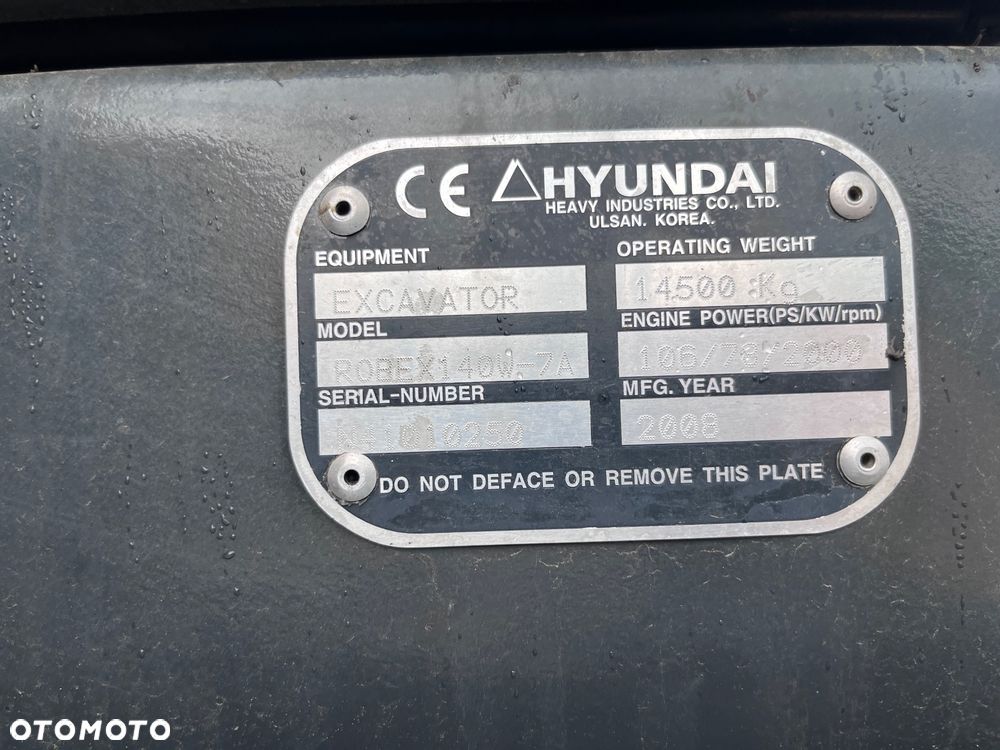 CE HYUNDAI
HEAVY INDUSTRIES CO., LTD.
ULSAN. KOREA.
EQUIPMENT
EXCAVATOR
MODEL
ROBEX140W-7A
SERIAL-NUMBER
OPERATING WEIGHT
14500 Kg
ENGINE POWER(PS/KW/rpm)
106/78/2000
MFG. YEAR
2008
DO NOT DEFACE OR REMOVE THIS PLATE
OTOMOTO